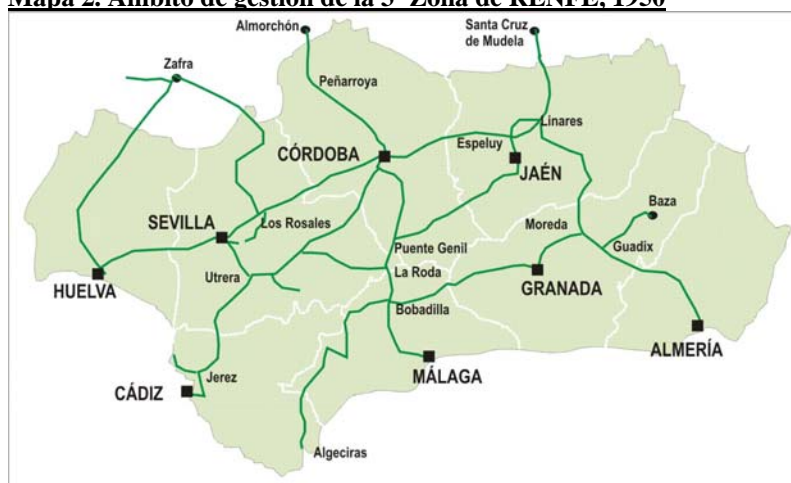 Mapa 2. Ámbito de gestión de la 5ª Zona de RENFE, 1950
Almorchón
Santa Cruz
de Mudela
Zafra
Peñarroya
Linares
CÓRDOBA
Espeluy
JAÉN
Baza
SEVILLA
Los Rosales
Moreda
Puente Genil
Guadix
Utrera
La Roda
HUELVA
GRANADA
Bobadilla
ALMERÍA
Jerez
MÁLAGA
CÁDIZ
Algeciras